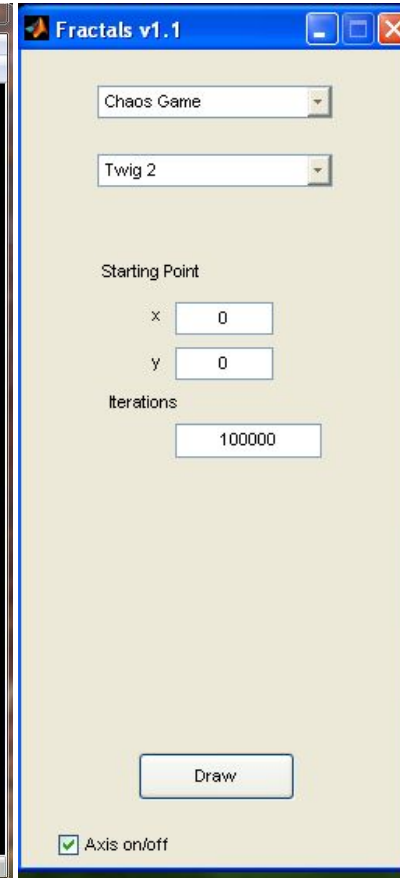 Fractals v1.1
Chaos Game
Twig 2
Starting Point
x 0
y 0
Iterations
100000
Draw
Axis on/off